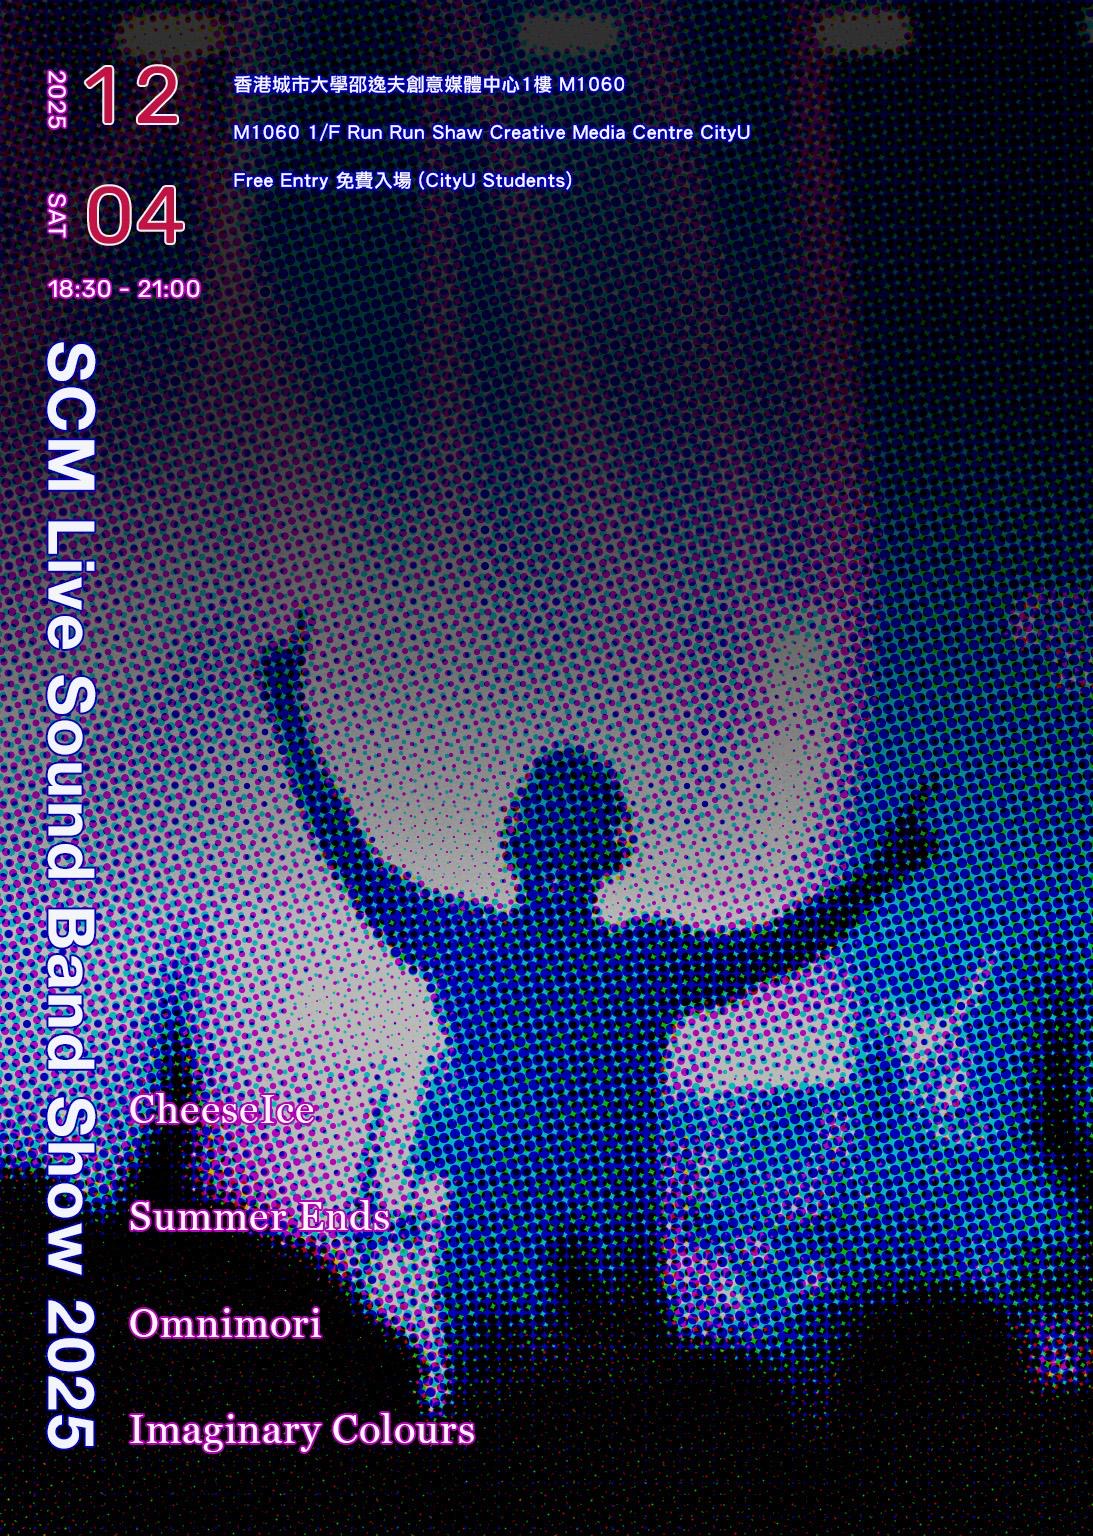 2025
12
SAT
04
18:30 - 21:00
香港城市大學邵逸夫創意媒體中心1樓 M1060
M1060 1/F Run Run Shaw Creative Media Centre CityU
Free Entry 免費入場 (CityU Students)
SCM Live Sound Band Show 2025
CheeseIce
Summer Ends
Omnimori
Imaginary Colours